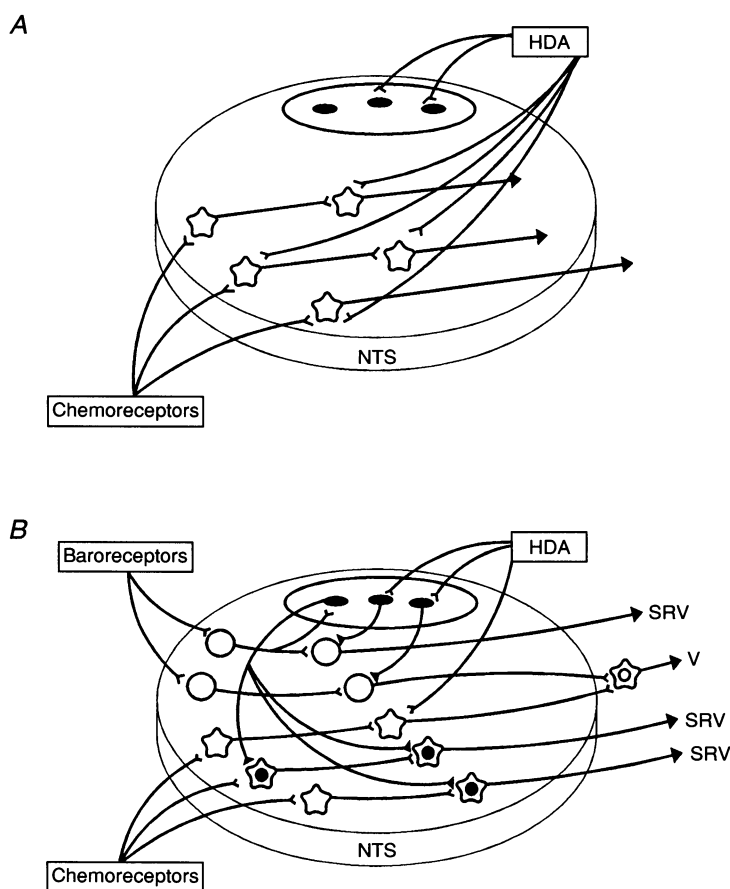 A
HDA
NTS
Chemoreceptors
B
Baroreceptors
HDA
SRV
V
SRV
SRV
NTS
Chemoreceptors